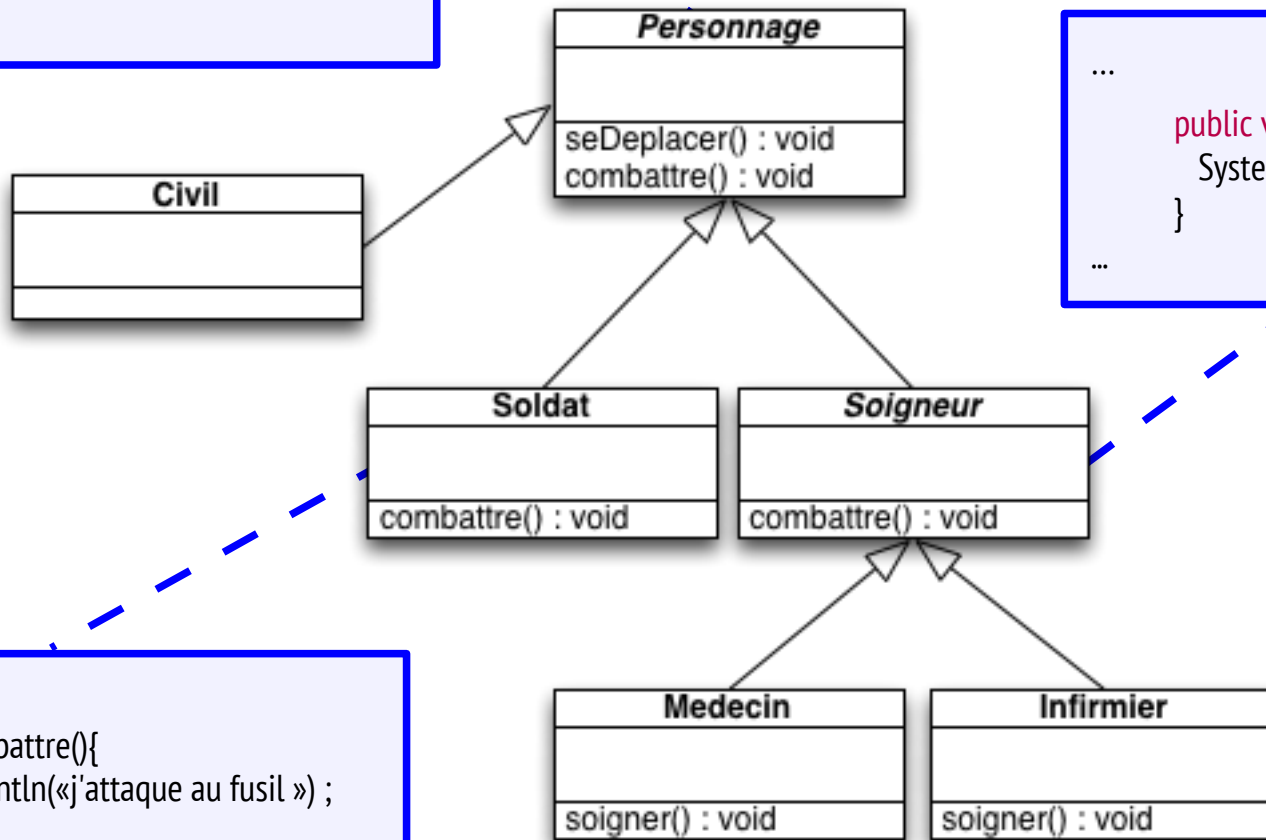 Personnage
seDeplacer() : void
combattre() : void
Civil
...
public
}
...
Soldat
combattre() : void
Soigneur
combattre() : void
battre(){
ntln(«j'attaque au fusil ») ;
Medecin
soigner() : void
Infirmier
soigner() : void